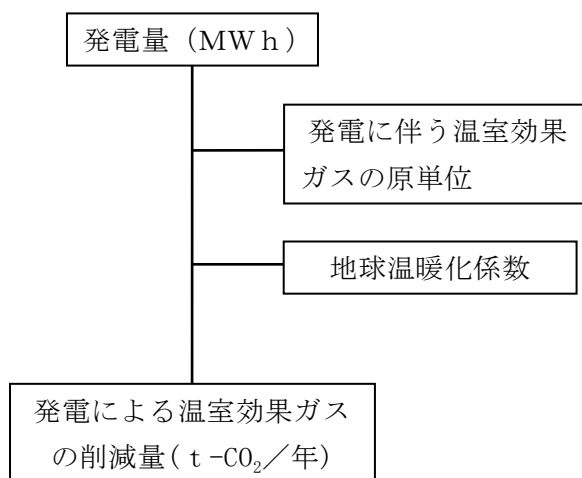 発電量（MWｈ）
発電に伴う温室効果
ガスの原単位
地球温暖化係数
発電による温室効果ガス
の削減量(ｔ-CO₂／年)